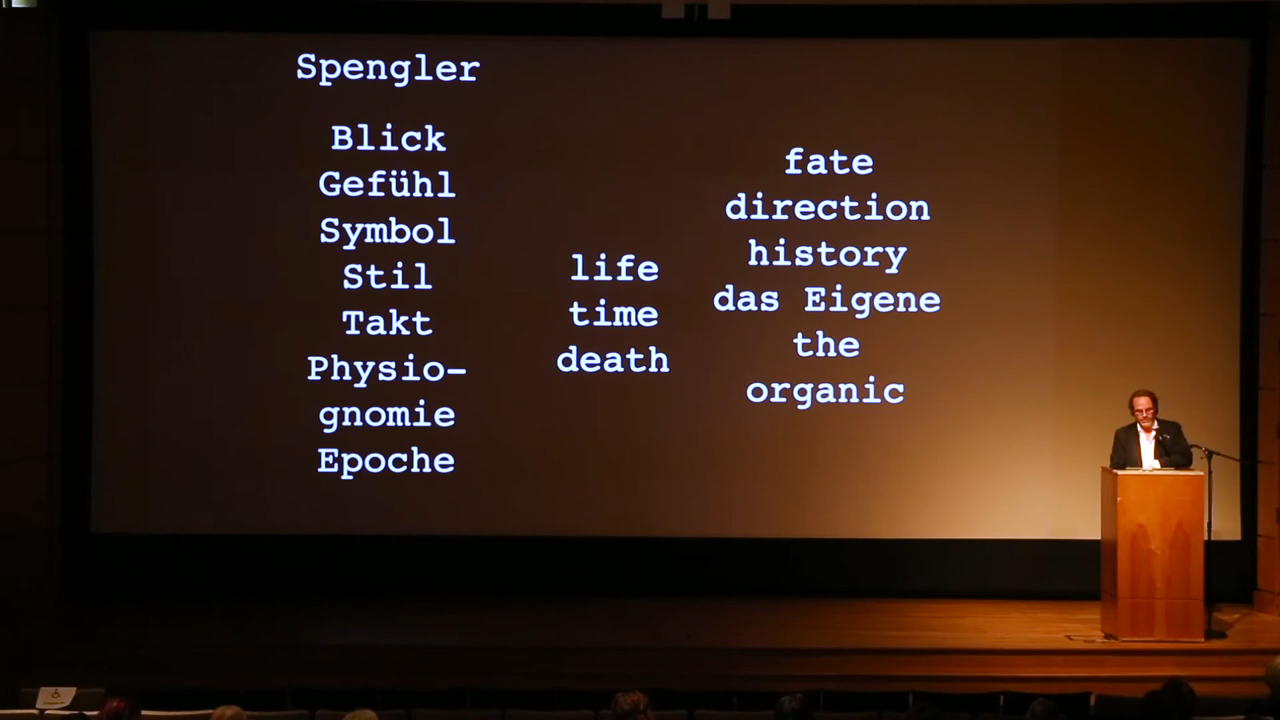 Spengler
Blick
Gefühl
Symbol
Stil
Takt
Physio-
gnomie
Epoche
life
time
death
fate
direction
history
das Eigene
the
organic